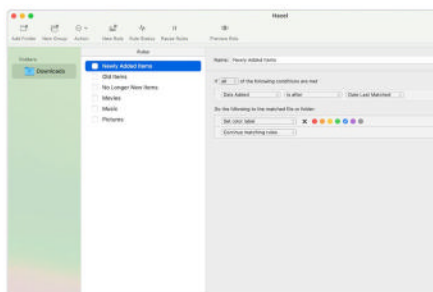 Hazel
Add Folder New Group Action New Rule Rule Status Pause Rules Preview Rule
Folders
Downloads
Rules
Newly Added Items
Old Items
No Longer New Items
Movies
Music
Pictures
Name: Newly Added Items
If all of the following conditions are met
Date Added is after Date Last Matched
Do the following to the matched file or folder:
Set color label
Continue matching rules